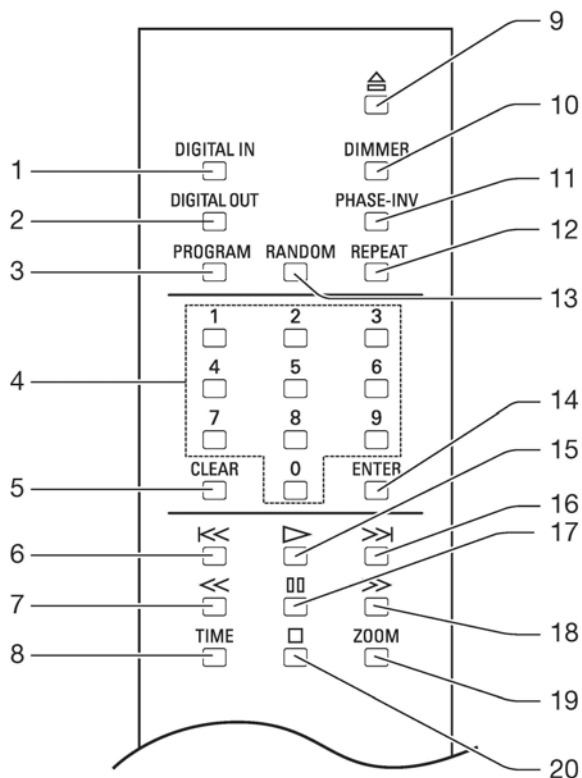 9
1 DIGITAL IN DIMMER 10
2 DIGITAL OUT PHASE-INV 11
3 PROGRAM RANDOM REPEAT 12
13
1 2 3
4 4 5 6
7 8 9 14
5 CLEAR 0 ENTER 15
6 16
17
7 18
8 TIME ZOOM 19
20